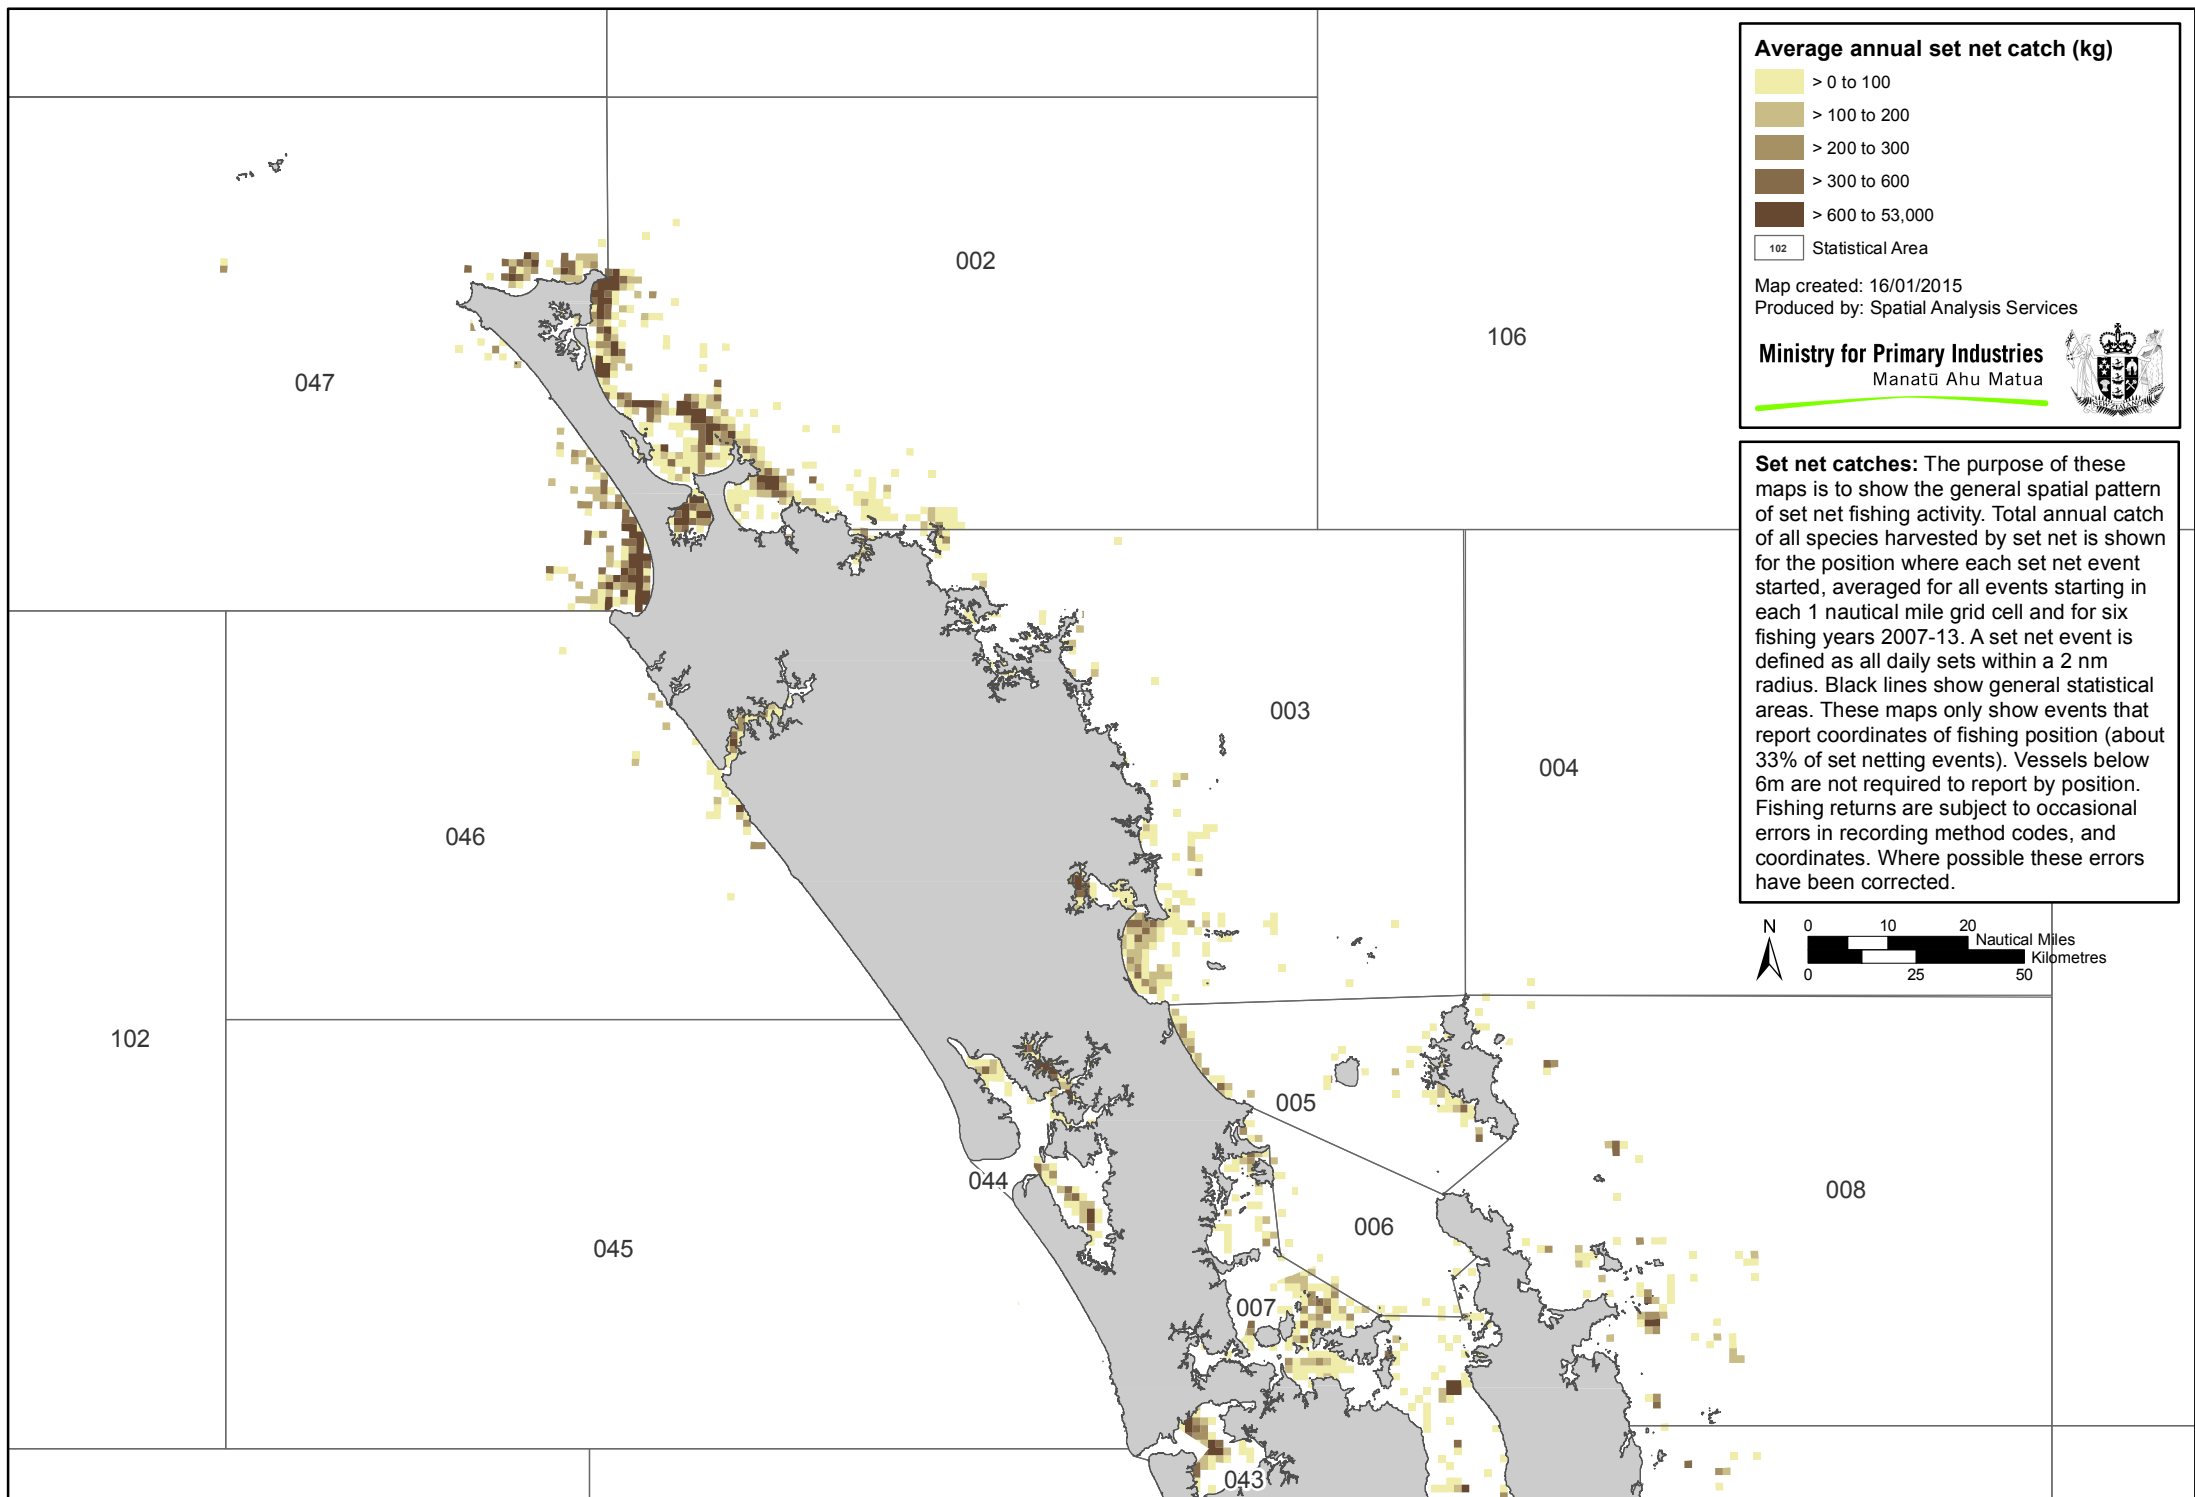 Average annual set net catch (kg)
> 0 to 100
> 100 to 200
> 200 to 300
> 300 to 600
> 600 to 53,000
102 Statistical Area
Map created: 16/01/2015
Produced by: Spatial Analysis Services
Ministry for Primary Industries
Manatū Ahu Matua
Set net catches: The purpose of these
maps is to show the general spatial pattern
of set net fishing activity. Total annual catch
of all species harvested by set net is shown
for the position where each set net event
started, averaged for all events starting in
each 1 nautical mile grid cell and for six
fishing years 2007-13. A set net event is
defined as all daily sets within a 2 nm
radius. Black lines show general statistical
areas. These maps only show events that
report coordinates of fishing position (about
33% of set netting events). Vessels below
6m are not required to report by position.
Fishing returns are subject to occasional
errors in recording method codes, and
coordinates. Where possible these errors
have been corrected.
N
0 10 20
Nautical Miles
Kilometres
0 25 50
002
106
047
003
004
046
102
005
044
008
006
045
007
043